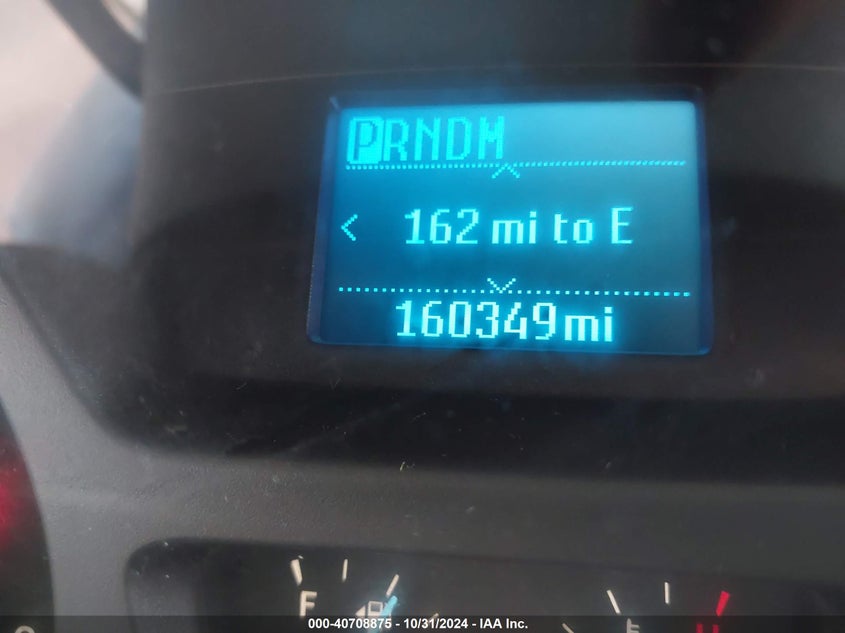 PRNDM
< 162 mi to E
160349mi
F H
000-40708875 - 10/31/2024 - IAA Inc.